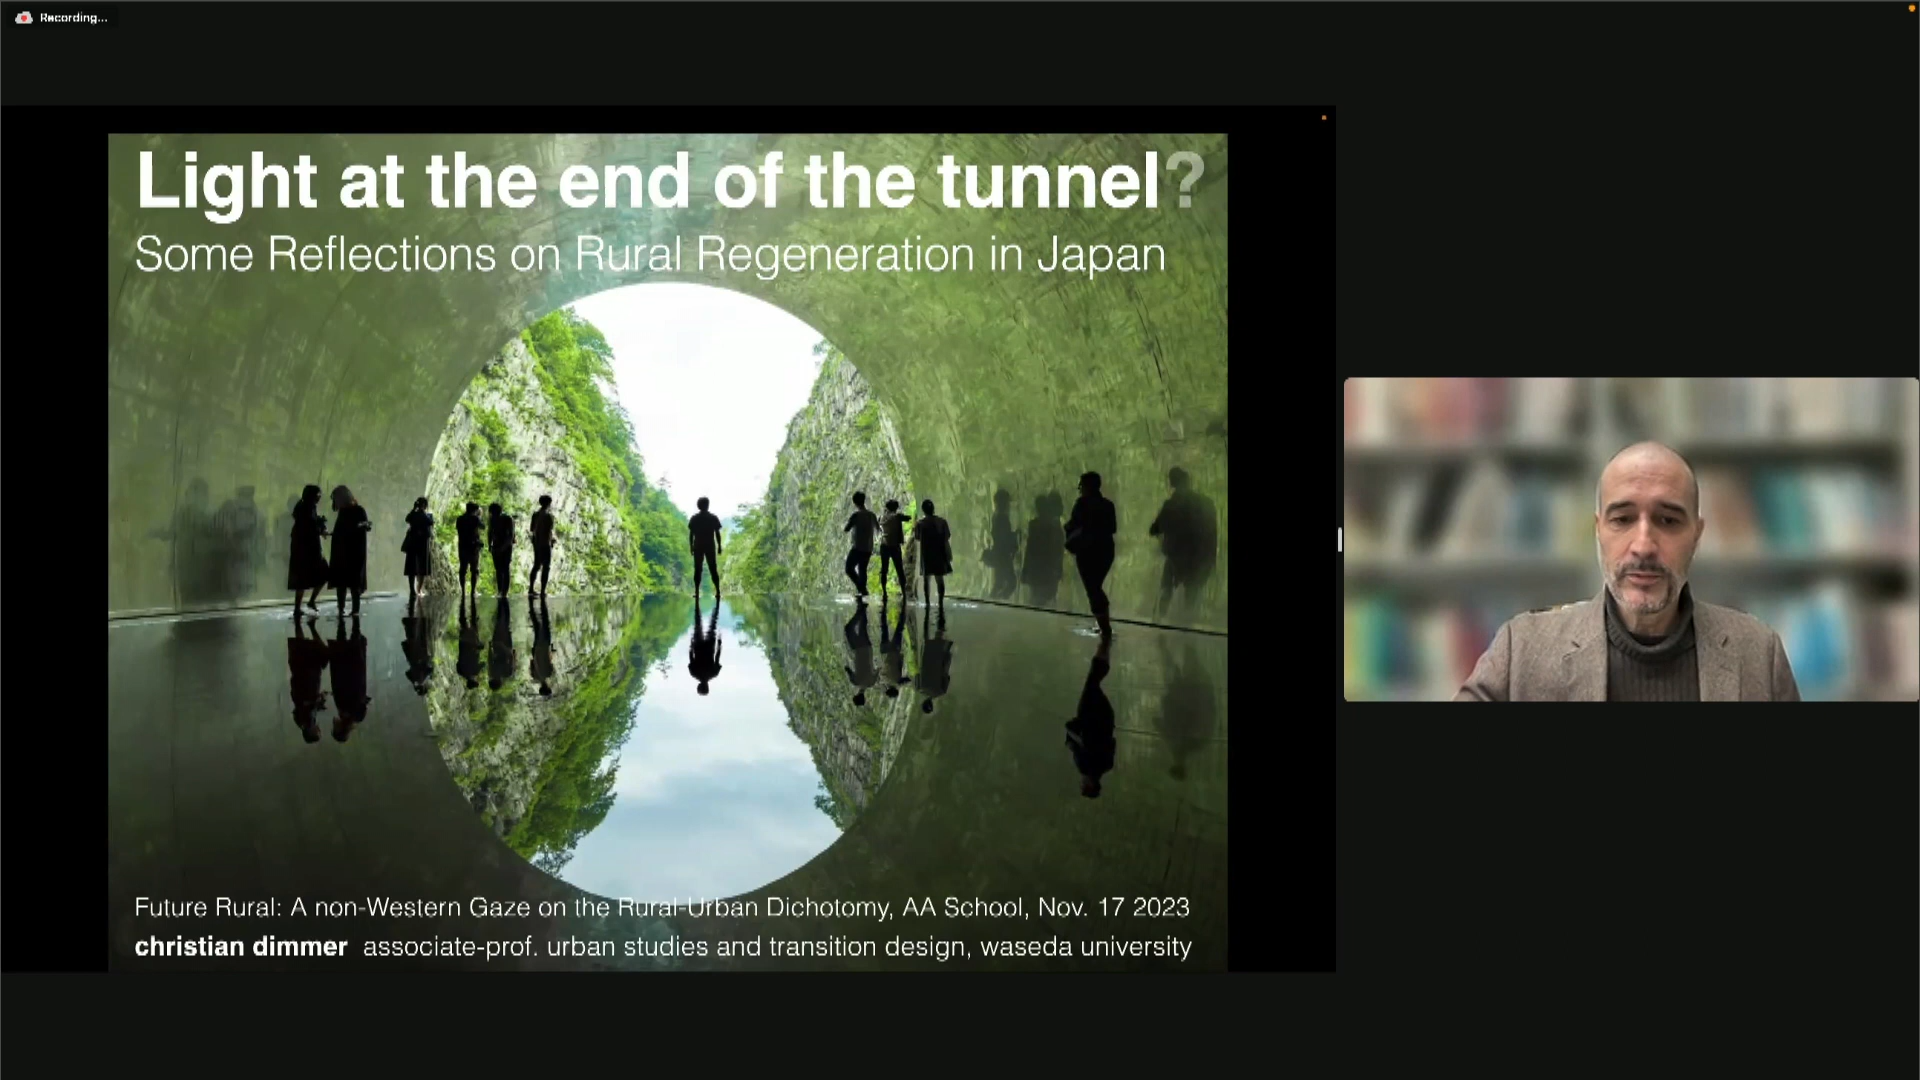 Recording...
Light at the end of the tunnel?
Some Reflections on Rural Regeneration in Japan
Future Rural: A non-Western Gaze on the Rural-Urban Dichotomy, AA School, Nov. 17 2023
christian dimmer associate-prof. urban studies and transition design, waseda university